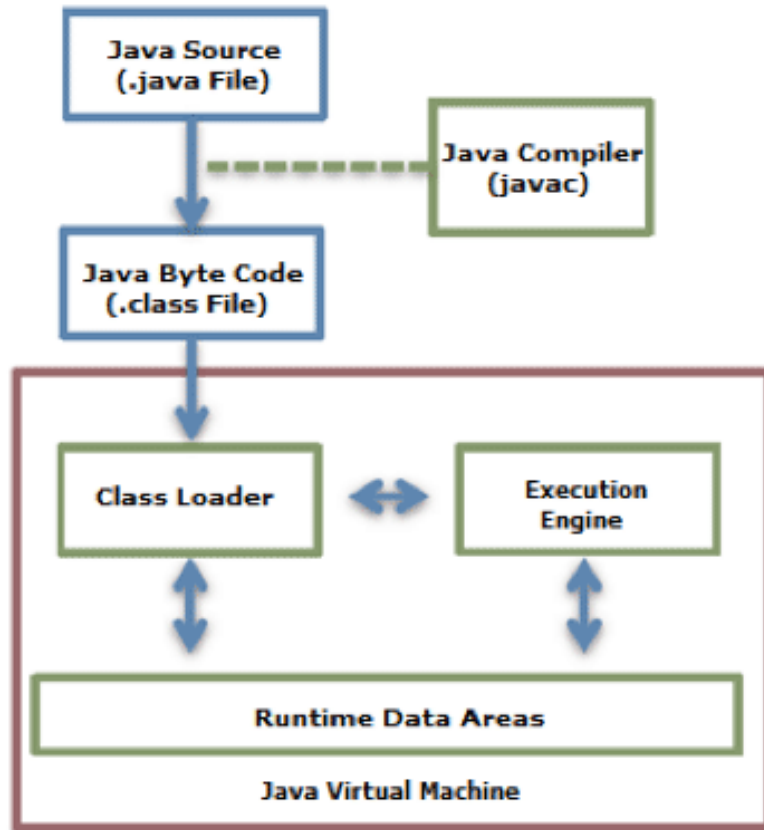 Java Source
(.java File)
Java Compiler
(javac)
Java Byte Code
(.class File)
Class Loader
Execution
Engine
Runtime Data Areas
Java Virtual Machine